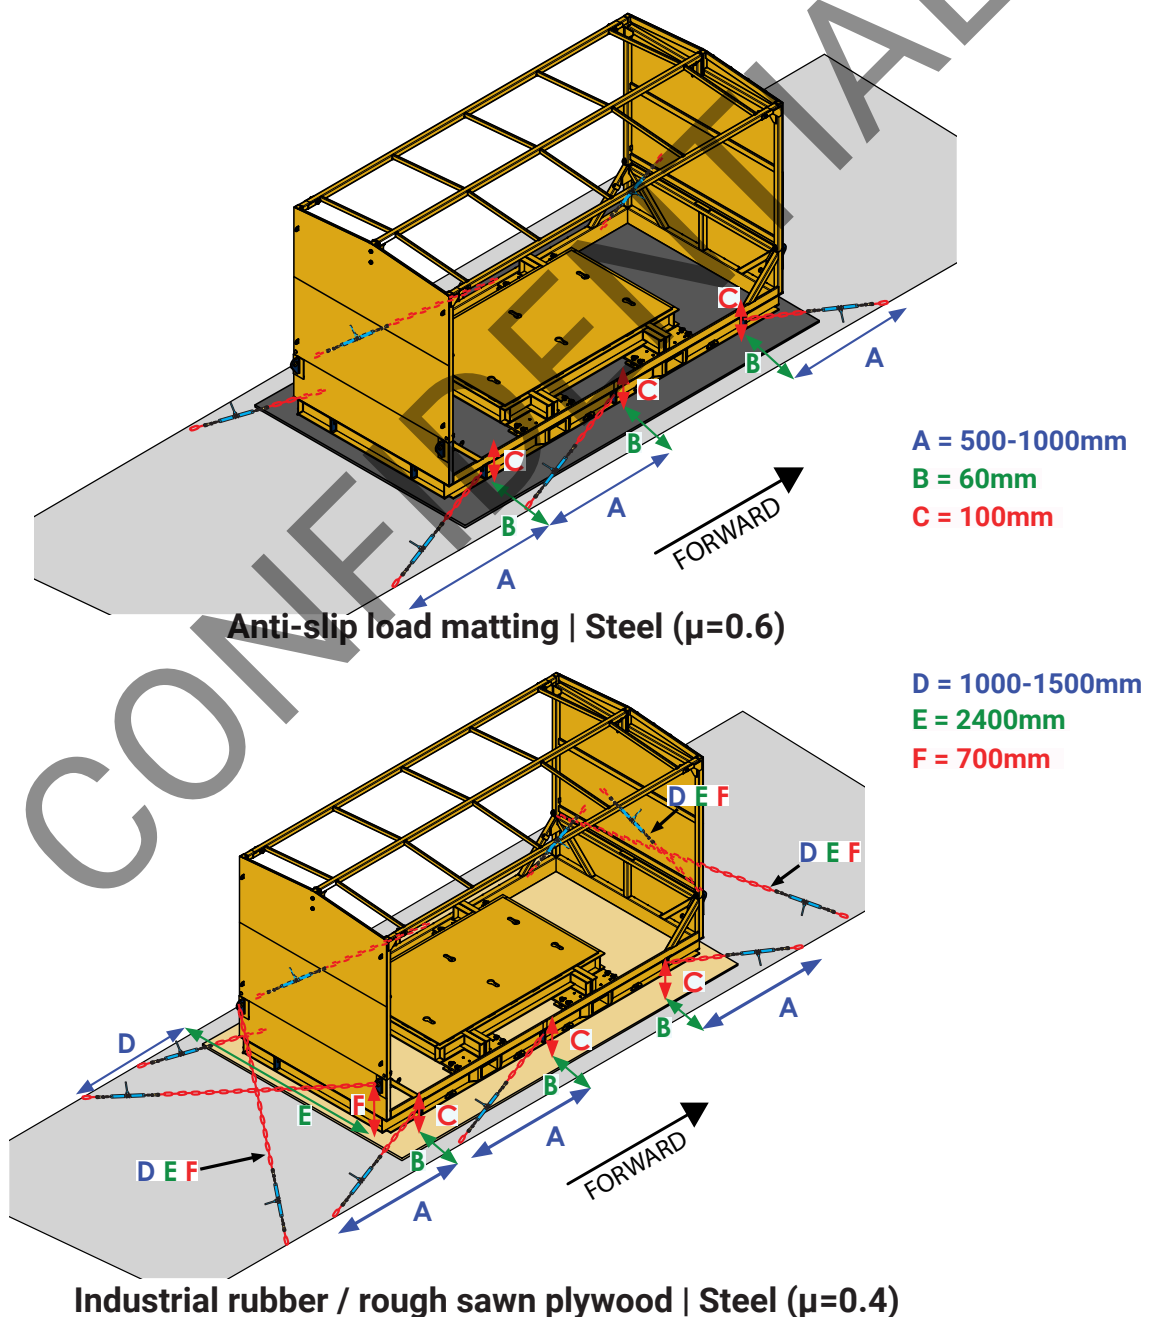 CONFIDENTIAL
C
B
A
C
B
A
C
B
A
FORWARD
A = 500-1000mm
B = 60mm
C = 100mm
Anti-slip load matting | Steel (μ=0.6)
D = 1000-1500mm
E = 2400mm
F = 700mm
D E F
D E F
C
B
A
C
B
A
D
E
F
C
B
A
D E F
FORWARD
Industrial rubber / rough sawn plywood | Steel (μ=0.4)